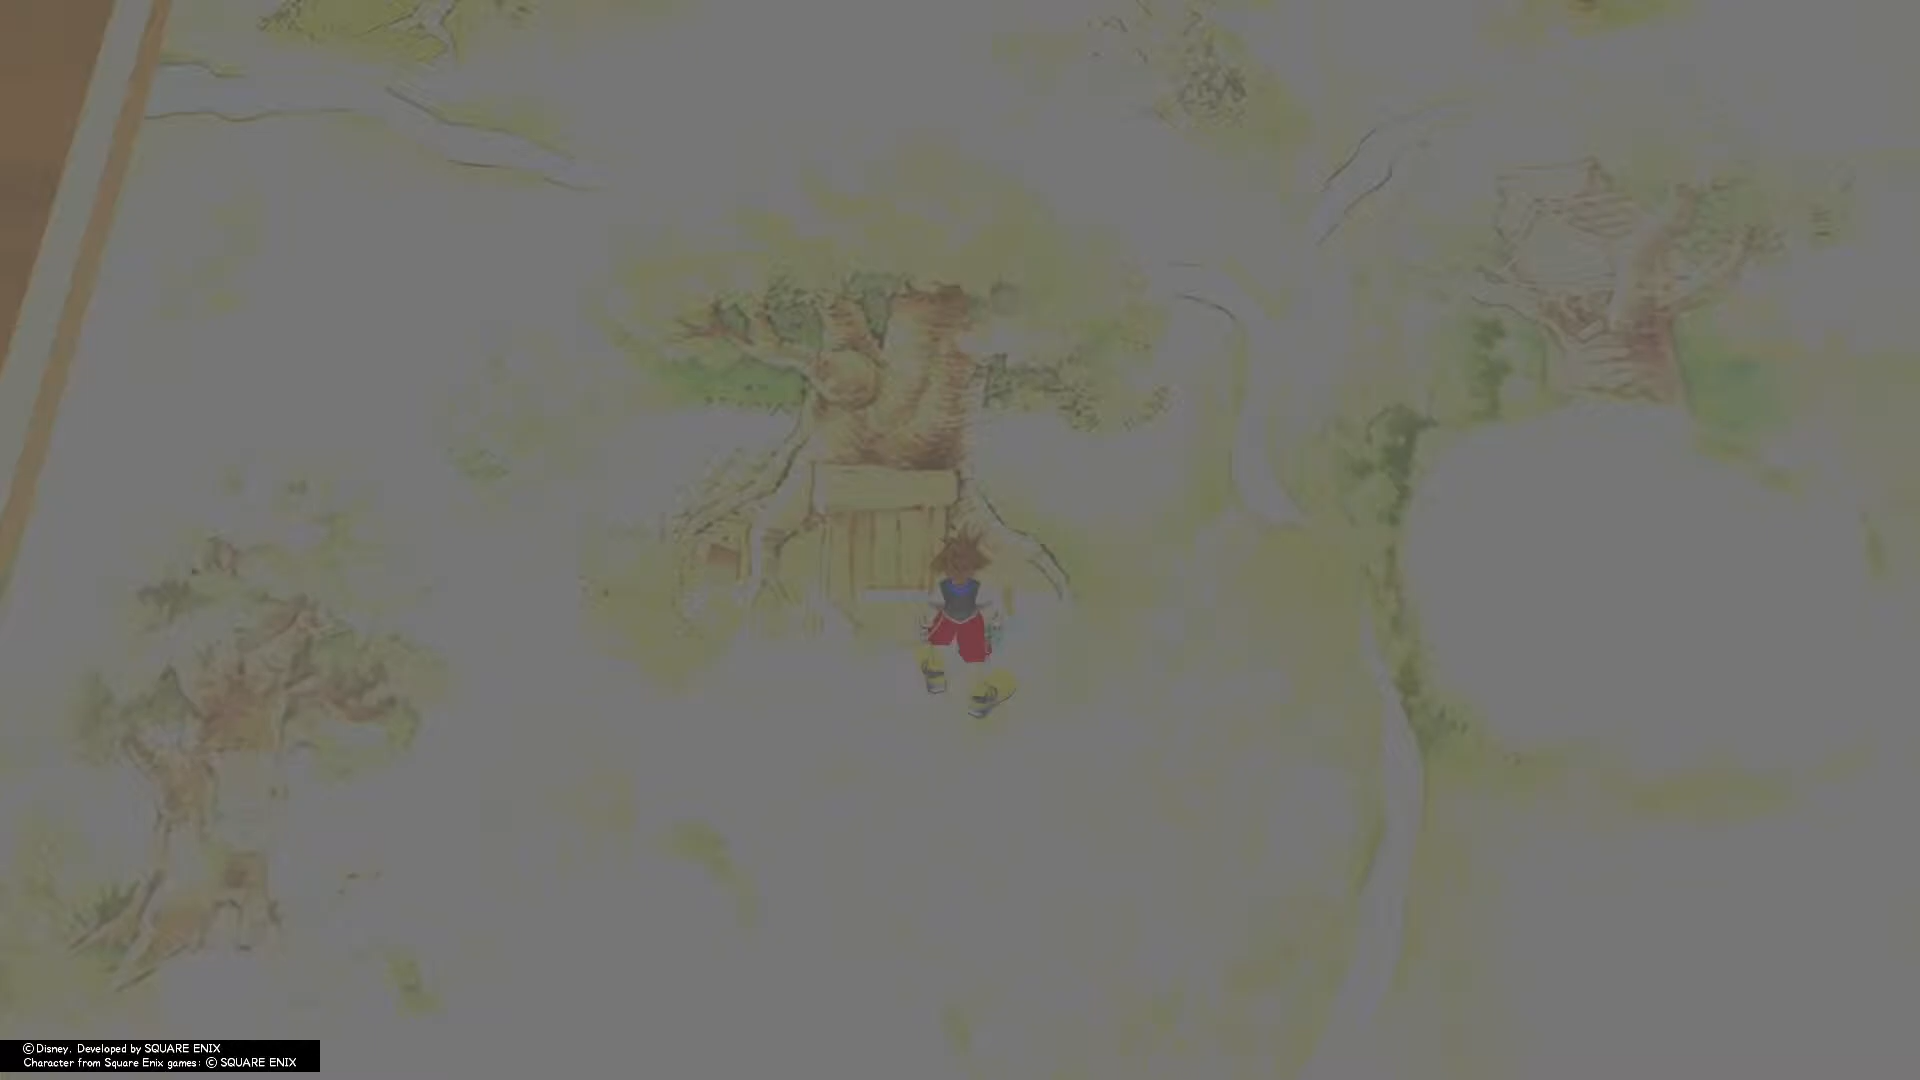 ©Disney. Developed by SQUARE ENIX
Character from Square Enix games: © SQUARE ENIX